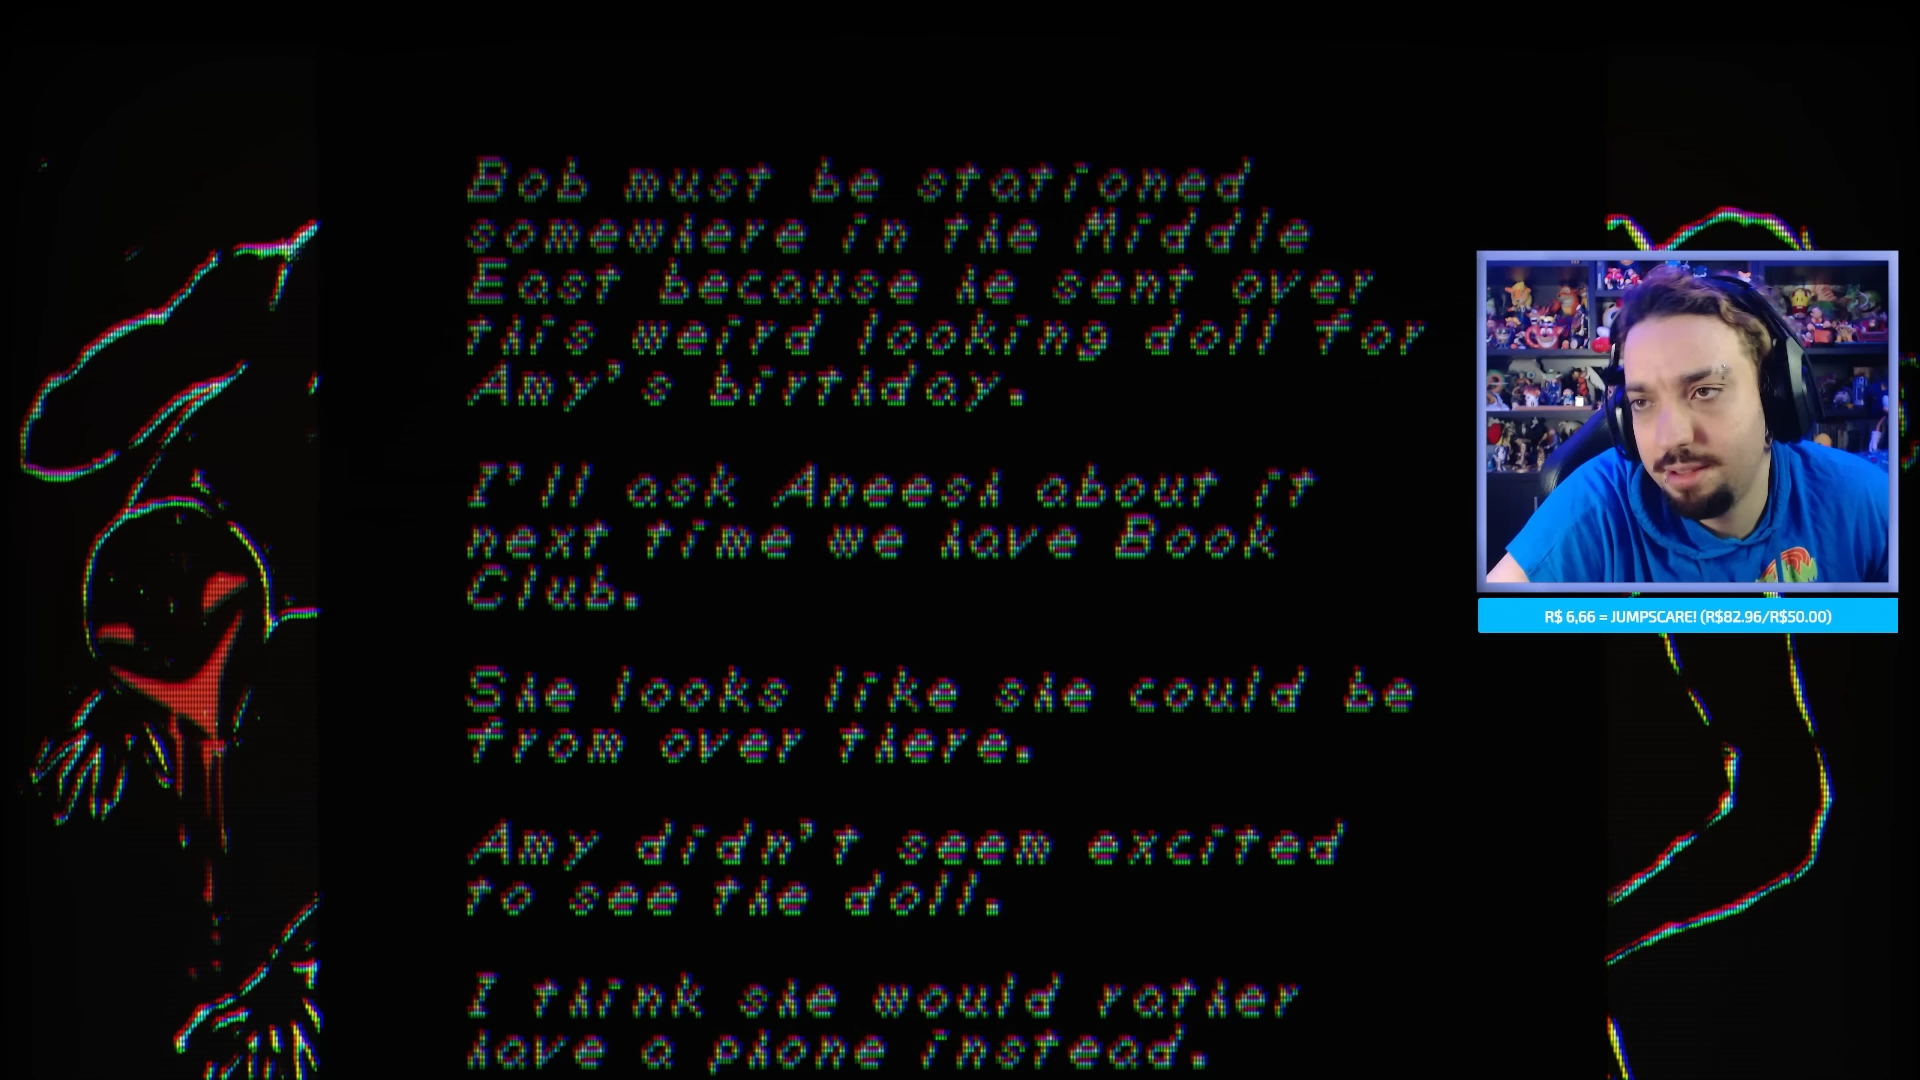 Bob must be stationed
somewhere in the Middle
East because he sent over
this weird looking doll for
Amy's birthday.
I'll ask Aneesh about it
next time we have Book
Club.
She looks like she could be
from over there.
Amy didn't seem excited
to see the doll.
I think she would rather
have a phone instead.
R$ 6,66 = JUMPSCARE! (R$82.96/R$50.00)